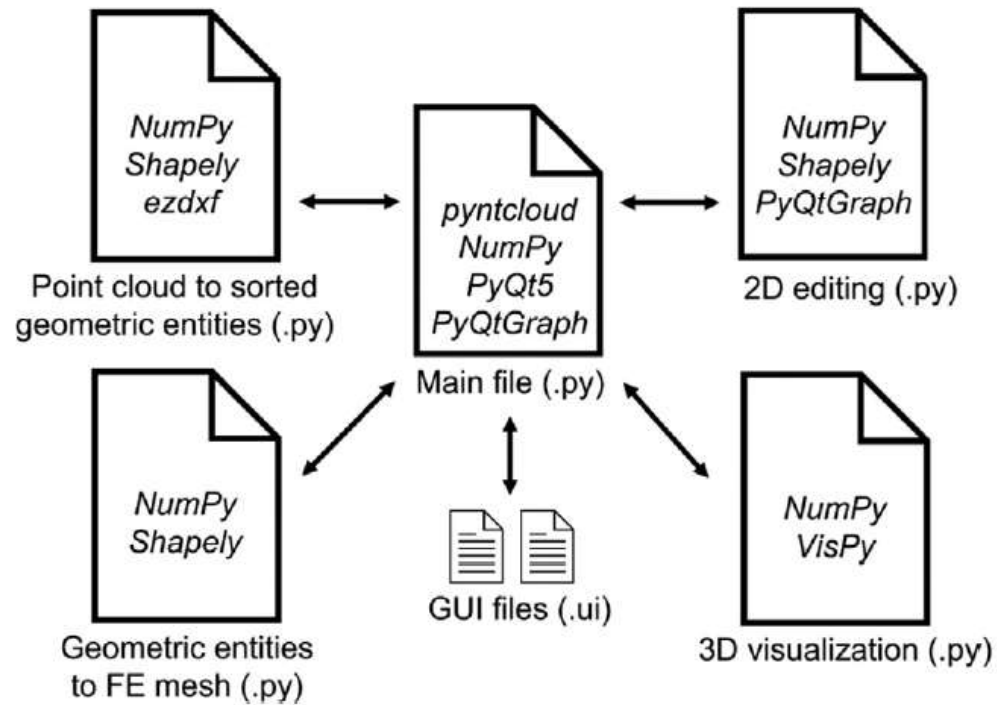 NumPy
Shapely
ezdxf
Point cloud to sorted
geometric entities (.py)
pyntcloud
NumPy
PyQt5
PyQtGraph
Main file (.py)
NumPy
Shapely
PyQtGraph
2D editing (.py)
NumPy
Shapely
Geometric entities
to FE mesh (.py)
GUI files (.ui)
NumPy
VisPy
3D visualization (.py)